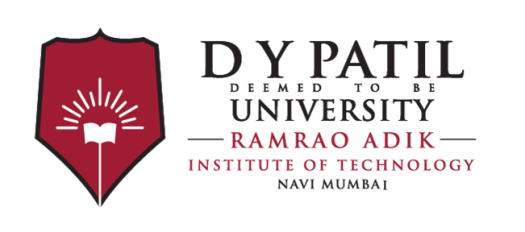 D Y PATIL
DEEMED TO BE
UNIVERSITY
RAMRAO ADIK
INSTITUTE OF TECHNOLOGY
NAVI MUMBAI